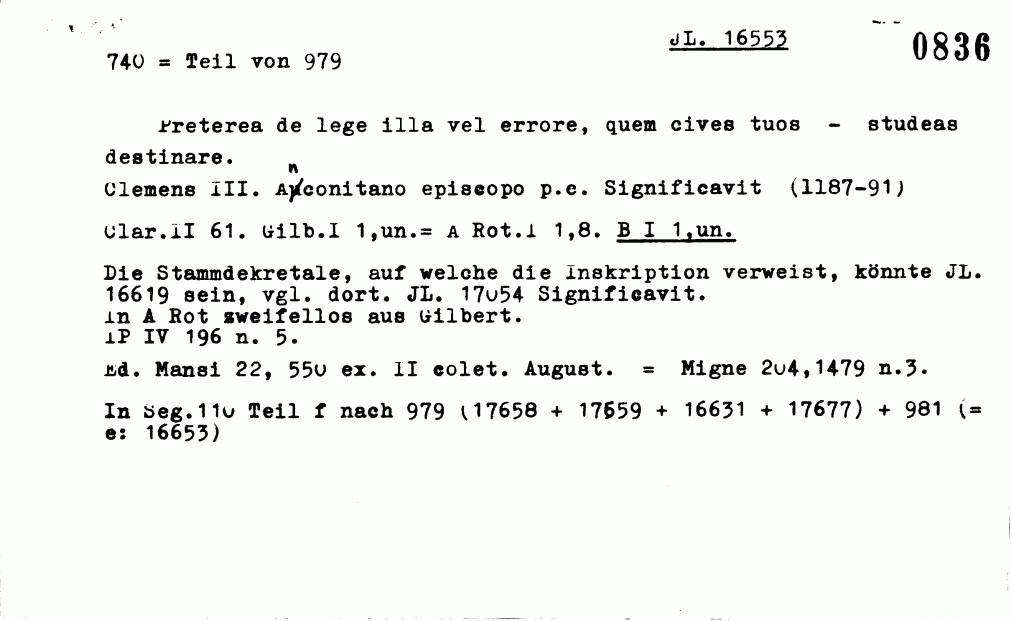 JL. 16553
0836
740 = Teil von 979
Preterea de lege illa vel errore, quem cives tuos - studeas
destinare.
Clemens III. Anconitano episcopo p.e. Significavit (1187-91)
Clar.II 61. Gilb.I 1,un.= A Rot.I 1,8. B I 1,un.
Die Stammdekretale, auf welche die Inskription verweist, könnte JL.
16619 sein, vgl. dort. JL. 17054 Significavit.
In A Rot zweifellos aus Gilbert.
IP IV 196 n. 5.
Ed. Mansi 22, 550 ex. II colet. August. = Migne 204,1479 n.3.
In Seg.110 Teil f nach 979 (17658 + 17659 + 16631 + 17677) + 981 (=
e: 16653)